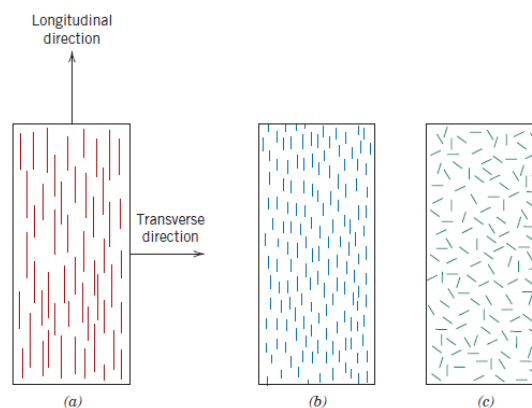 Longitudinal
direction
Transverse
direction
(a)
(b)
(c)